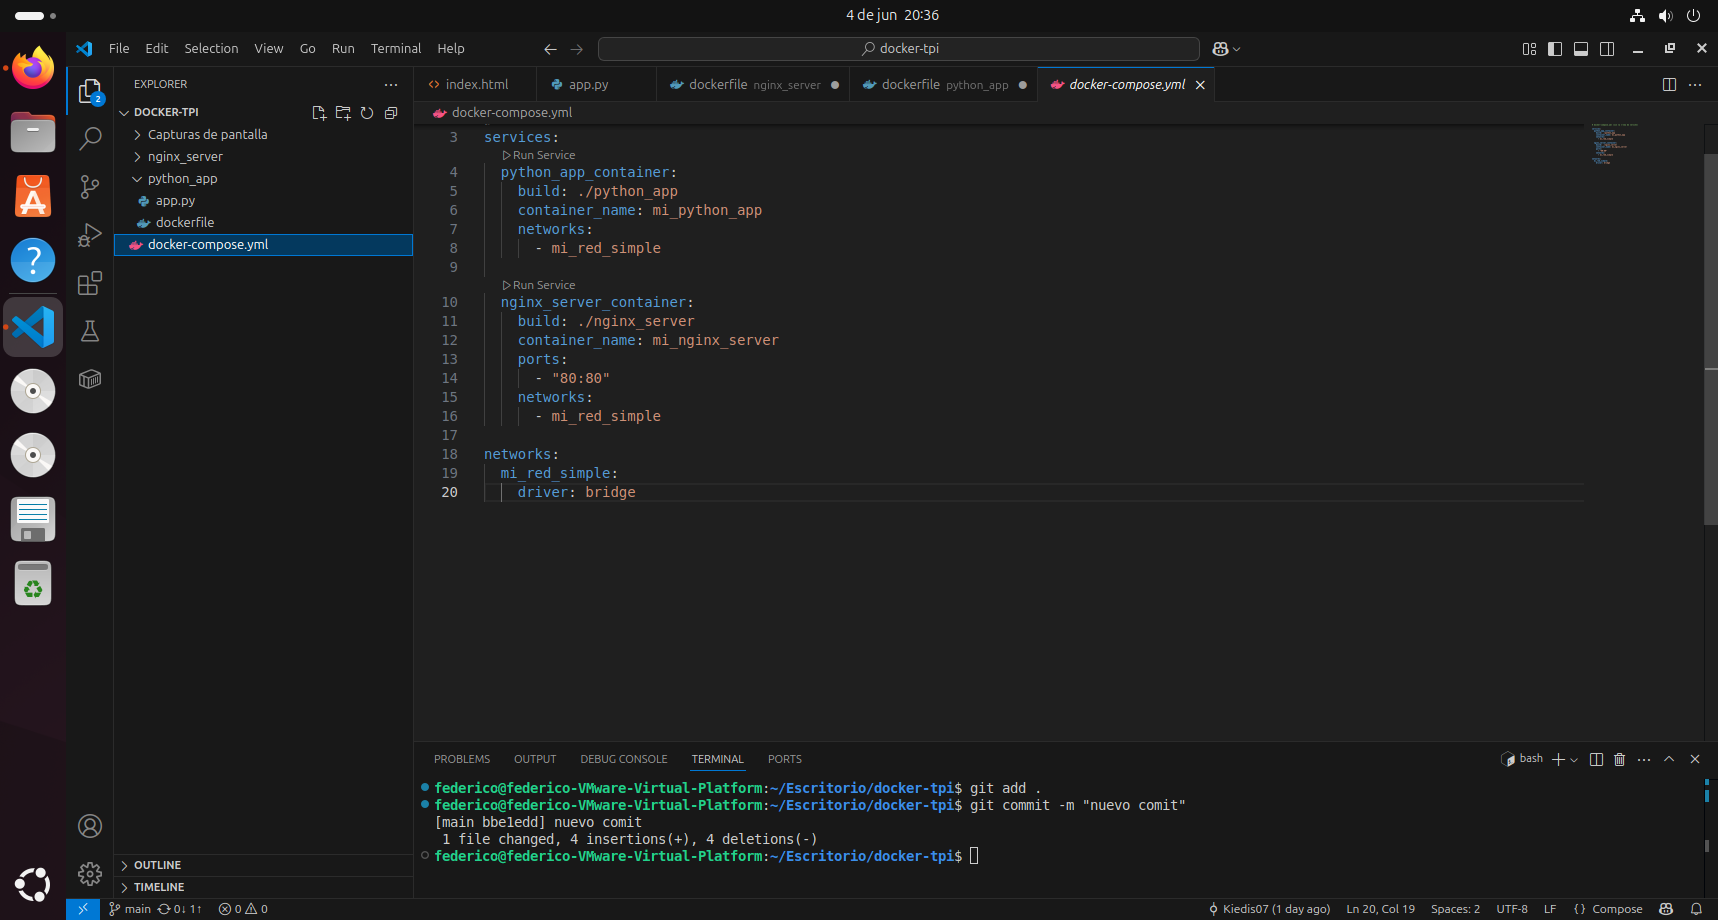 4 de jun 20:36
File Edit Selection View Go Run Terminal Help
docker-tpi
EXPLORER
2
DOCKER-TPI
Capturas de pantalla
nginx_server
python_app
app.py
dockerfile
docker-compose.yml
OUTLINE
TIMELINE
index.html
app.py
dockerfile nginx_server
dockerfile python_app
docker-compose.yml
docker-compose.yml
3 services:
Run Service
4 python_app_container:
5 build: ./python_app
6 container_name: mi_python_app
7 networks:
8 - mi_red_simple
9
Run Service
10 nginx_server_container:
11 build: ./nginx_server
12 container_name: mi_nginx_server
13 ports:
14 - "80:80"
15 networks:
16 - mi_red_simple
17
18 networks:
19 mi_red_simple:
20 driver: bridge
PROBLEMS OUTPUT DEBUG CONSOLE TERMINAL PORTS
bash
federico@federico-VMware-Virtual-Platform:~/Escritorio/docker-tpi$ git add .
federico@federico-VMware-Virtual-Platform:~/Escritorio/docker-tpi$ git commit -m "nuevo comit"
[main bbe1edd] nuevo comit
1 file changed, 4 insertions(+), 4 deletions(-)
federico@federico-VMware-Virtual-Platform:~/Escritorio/docker-tpi$
main 0↓ 1↑ 0 0
Kiedis07 (1 day ago) Ln 20, Col 19 Spaces: 2 UTF-8 LF {} Compose